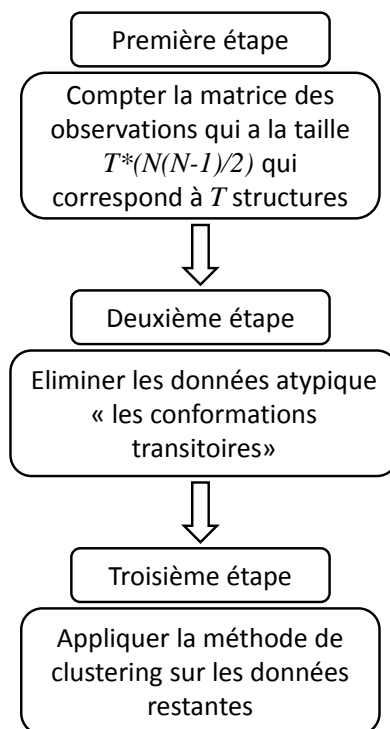 Première étape
Compter la matrice des
observations qui a la taille
T*(N(N-1)/2) qui
correspond à T structures
Deuxième étape
Eliminer les données atypique
« les conformations
transitoires»
Troisième étape
Appliquer la méthode de
clustering sur les données
restantes